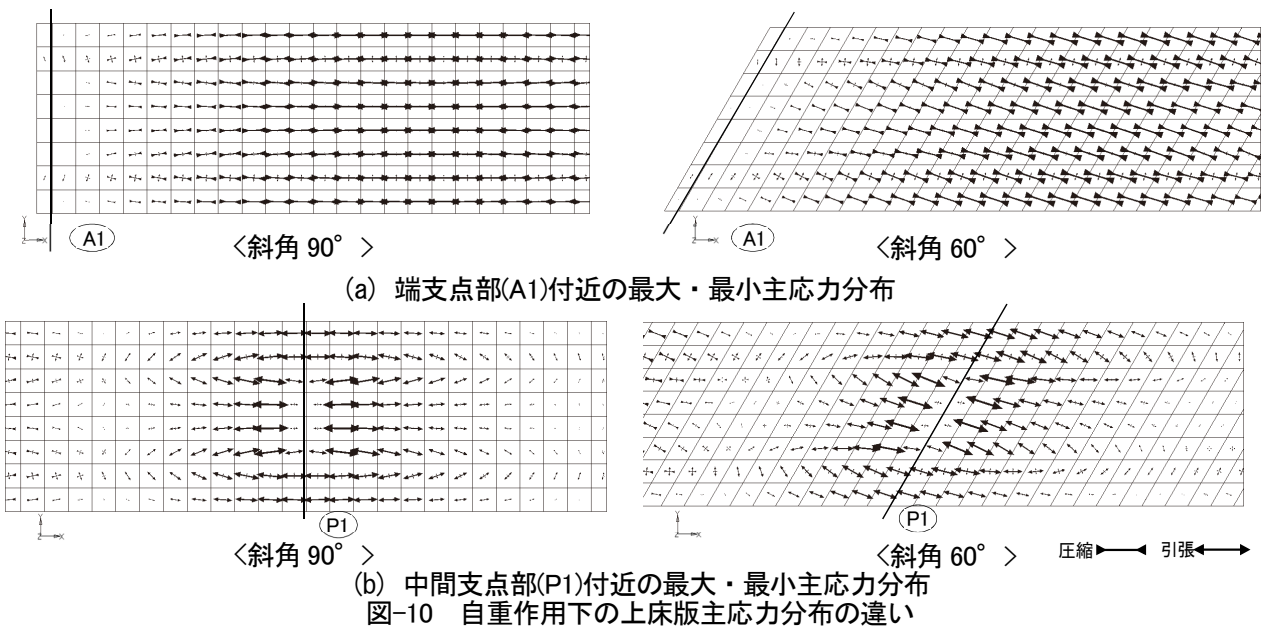 A1
<斜角 90° >
A1
<斜角 60° >
(a) 端支点部(A1)付近の最大・最小主応力分布
P1
<斜角 90° >
P1
<斜角 60° >
圧縮 引張
(b) 中間支点部(P1)付近の最大・最小主応力分布
図-10 自重作用下の上床版主応力分布の違い